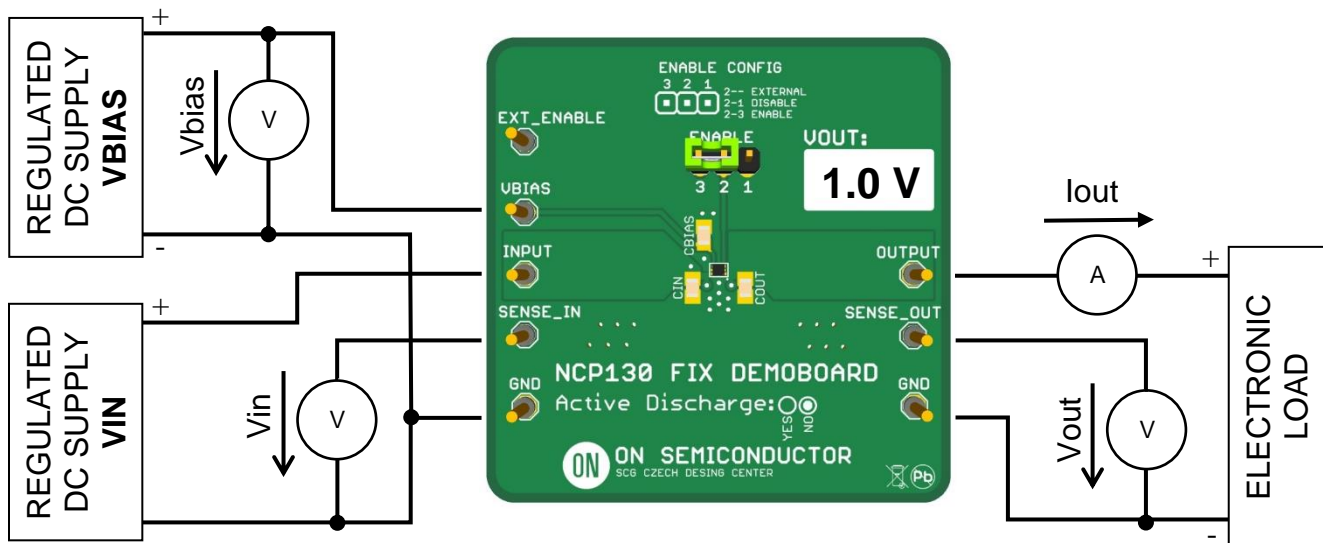 REGULATED
DC SUPPLY
VBIAS
+
-
Vbias
V
REGULATED
DC SUPPLY
VIN
+
-
Vin
V
ENABLE CONFIG
3 2 1
2-- EXTERNAL
2-1 DISABLE
2-3 ENABLE
EXT_ENABLE
ENABLE
3 2 1
VOUT:
1.0 V
VBIAS
CBIAS
INPUT
OUTPUT
CIN
COUT
SENSE_IN
SENSE_OUT
NCP130 FIX DEMOBOARD
GND
GND
Active Discharge:
YES
NO
ON
ON SEMICONDUCTOR
SCG CZECH DESING CENTER
Pb
Iout
A
+
Vout
V
-
ELECTRONIC
LOAD